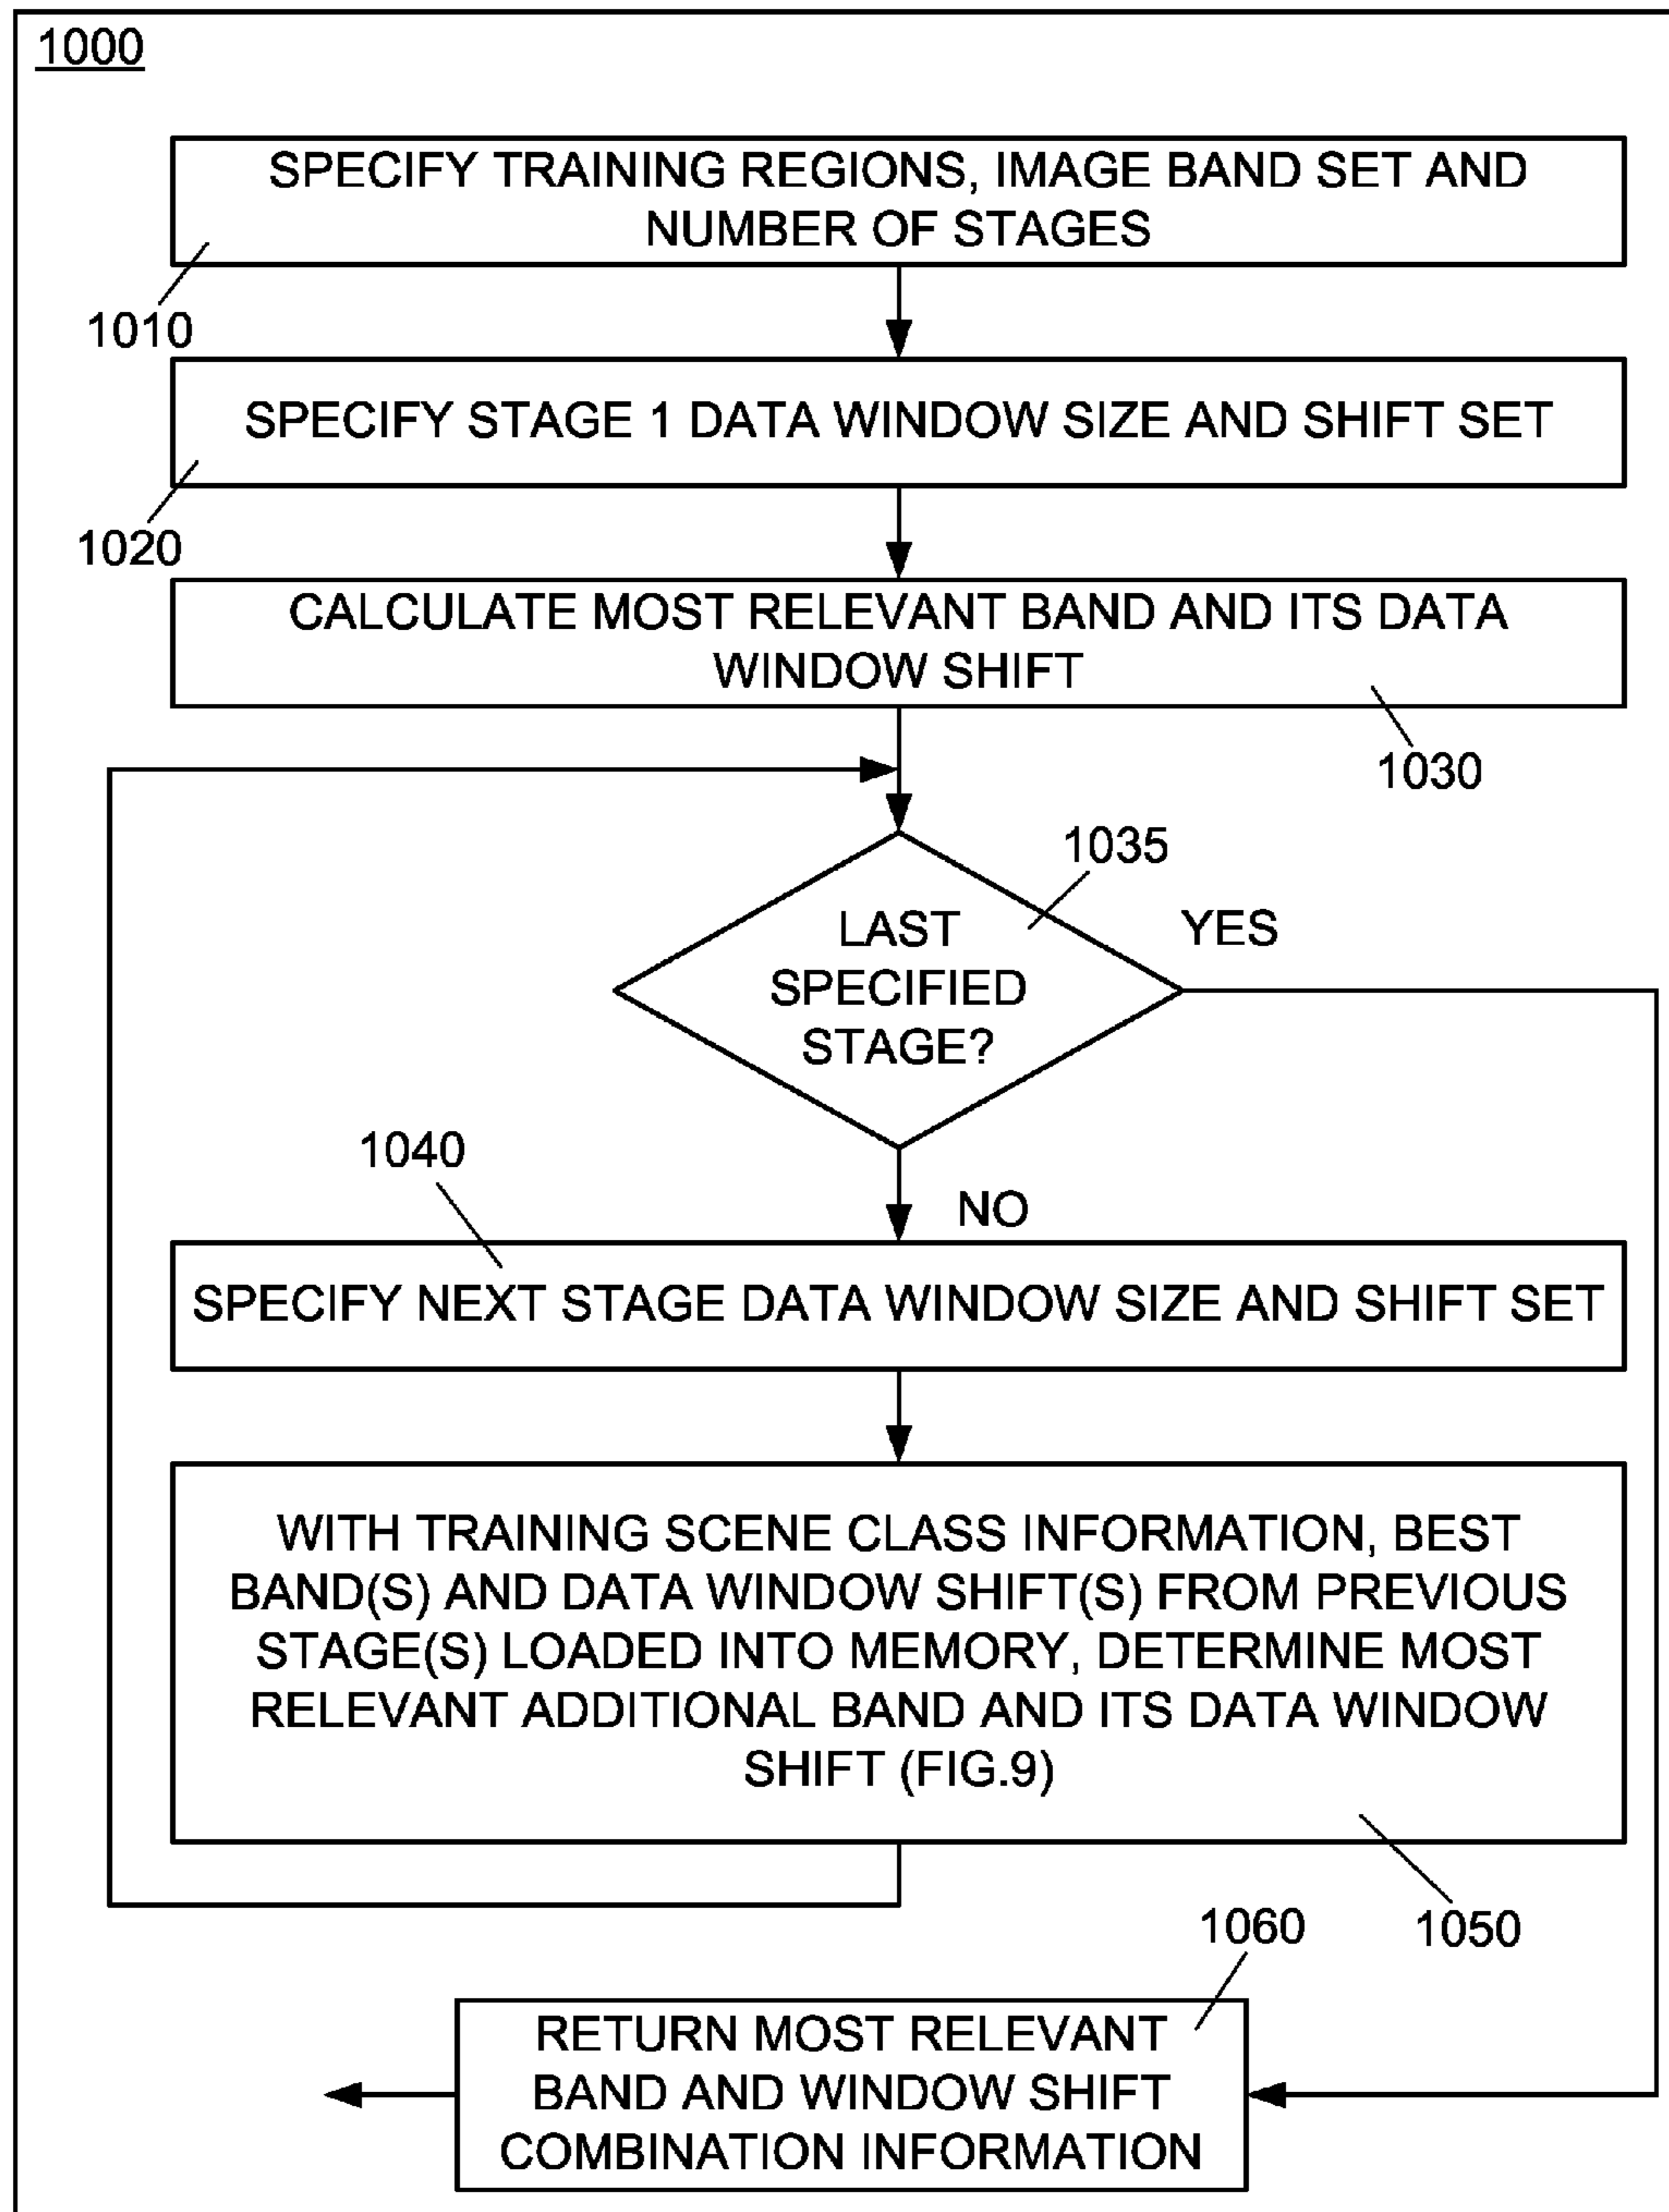 1000
SPECIFY TRAINING REGIONS, IMAGE BAND SET AND
NUMBER OF STAGES
1010
SPECIFY STAGE 1 DATA WINDOW SIZE AND SHIFT SET
1020
CALCULATE MOST RELEVANT BAND AND ITS DATA
WINDOW SHIFT
1030
1035
LAST
SPECIFIED
STAGE?
YES
1040
NO
SPECIFY NEXT STAGE DATA WINDOW SIZE AND SHIFT SET
WITH TRAINING SCENE CLASS INFORMATION, BEST
BAND(S) AND DATA WINDOW SHIFT(S) FROM PREVIOUS
STAGE(S) LOADED INTO MEMORY, DETERMINE MOST
RELEVANT ADDITIONAL BAND AND ITS DATA WINDOW
SHIFT (FIG.9)
1050
1060
RETURN MOST RELEVANT
BAND AND WINDOW SHIFT
COMBINATION INFORMATION